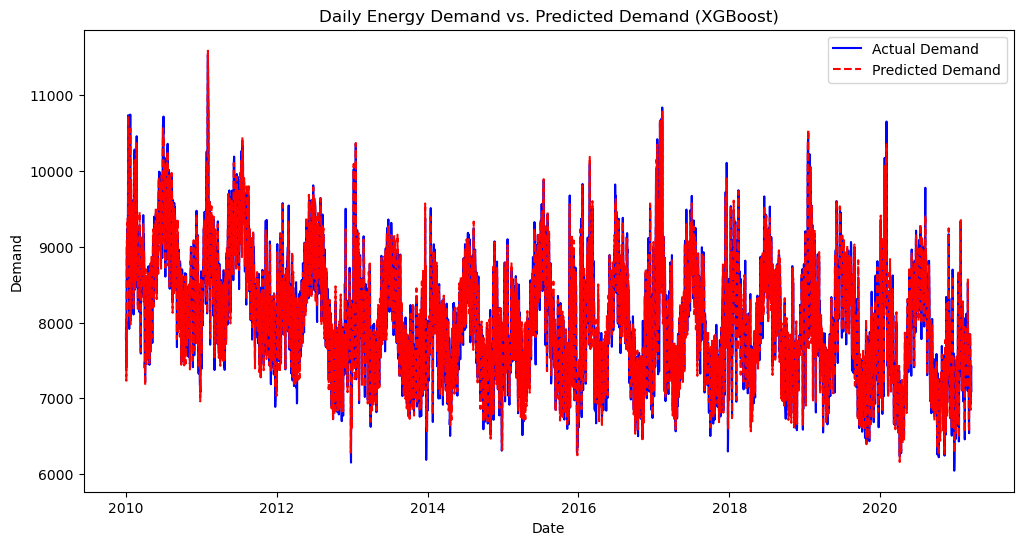 Daily Energy Demand vs. Predicted Demand (XGBoost)
Actual Demand
Predicted Demand
Demand
11000
10000
9000
8000
7000
6000
2010
2012
2014
2016
2018
2020
Date